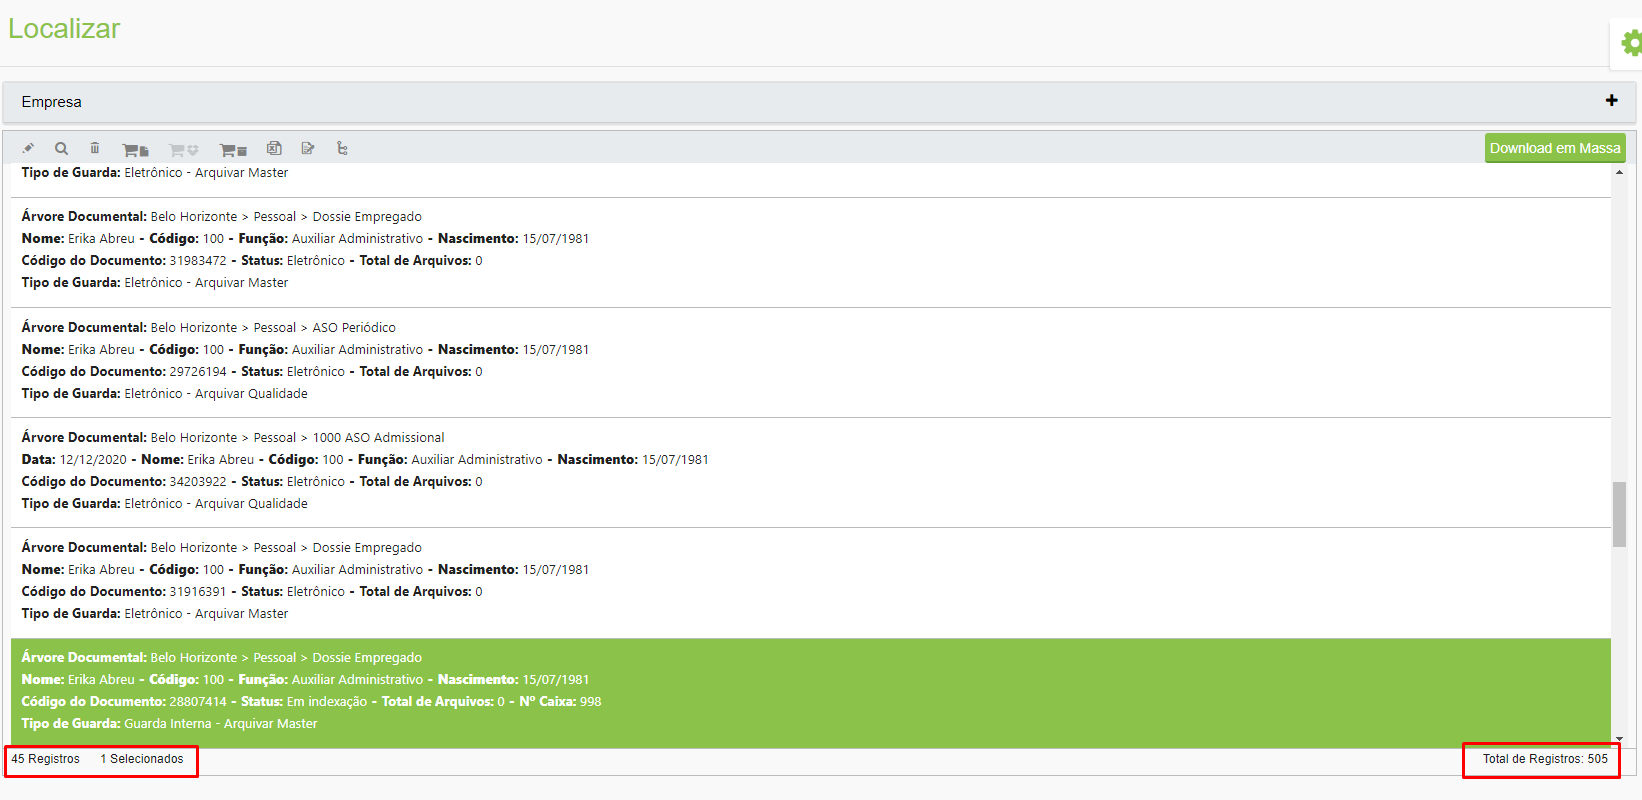 Localizar
Empresa
Download em Massa
Tipo de Guarda: Eletrônico - Arquivar Master
Árvore Documental: Belo Horizonte > Pessoal > Dossie Empregado
Nome: Erika Abreu - Código: 100 - Função: Auxiliar Administrativo - Nascimento: 15/07/1981
Código do Documento: 31983472 - Status: Eletrônico - Total de Arquivos: 0
Tipo de Guarda: Eletrônico - Arquivar Master
Árvore Documental: Belo Horizonte > Pessoal > ASO Periódico
Nome: Erika Abreu - Código: 100 - Função: Auxiliar Administrativo - Nascimento: 15/07/1981
Código do Documento: 29726194 - Status: Eletrônico - Total de Arquivos: 0
Tipo de Guarda: Eletrônico - Arquivar Qualidade
Árvore Documental: Belo Horizonte > Pessoal > 1000 ASO Admissional
Data: 12/12/2020 - Nome: Erika Abreu - Código: 100 - Função: Auxiliar Administrativo - Nascimento: 15/07/1981
Código do Documento: 34203922 - Status: Eletrônico - Total de Arquivos: 0
Tipo de Guarda: Eletrônico - Arquivar Qualidade
Árvore Documental: Belo Horizonte > Pessoal > Dossie Empregado
Nome: Erika Abreu - Código: 100 - Função: Auxiliar Administrativo - Nascimento: 15/07/1981
Código do Documento: 31916391 - Status: Eletrônico - Total de Arquivos: 0
Tipo de Guarda: Eletrônico - Arquivar Master
Árvore Documental: Belo Horizonte > Pessoal > Dossie Empregado
Nome: Erika Abreu - Código: 100 - Função: Auxiliar Administrativo - Nascimento: 15/07/1981
Código do Documento: 28807414 - Status: Em indexação - Total de Arquivos: 0 - Nº Caixa: 998
Tipo de Guarda: Guarda Interna - Arquivar Master
45 Registros 1 Selecionados
Total de Registros: 505